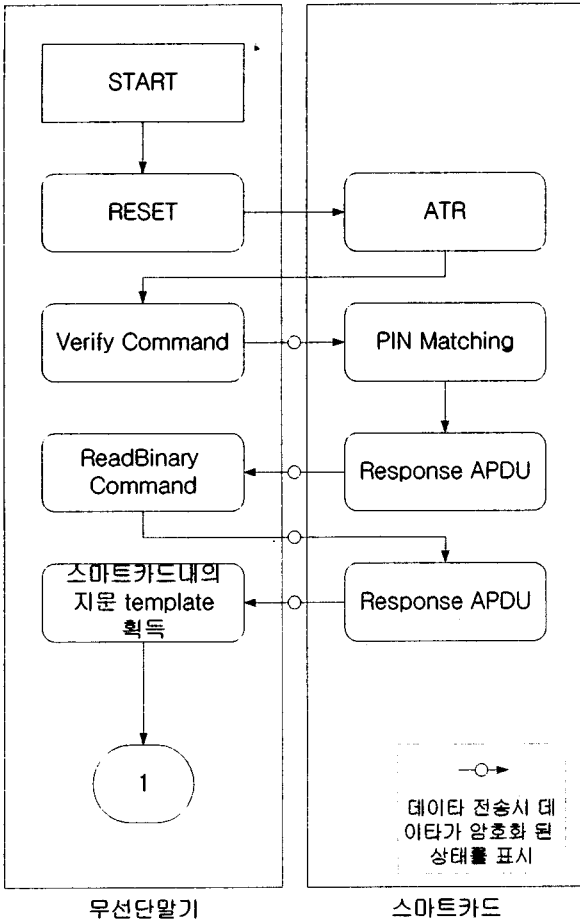 START
RESET
ATR
Verify Command
PIN Matching
ReadBinary
Command
Response APDU
스마트카드내의
지문 template
획득
Response APDU
1
데이타 전송시 데
이타가 암호화 된
상태를 표시
무선단말기
스마트카드